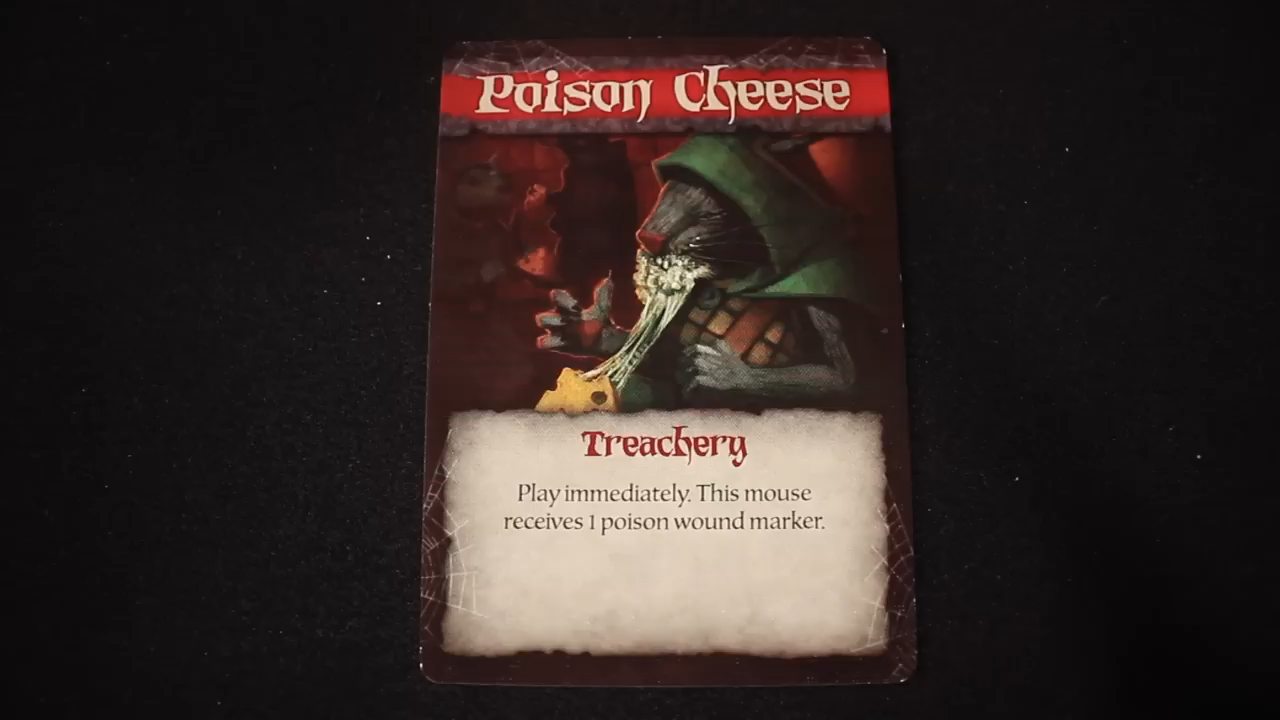 Poison Cheese
Treachery
Play immediately. This mouse
receives 1 poison wound marker.